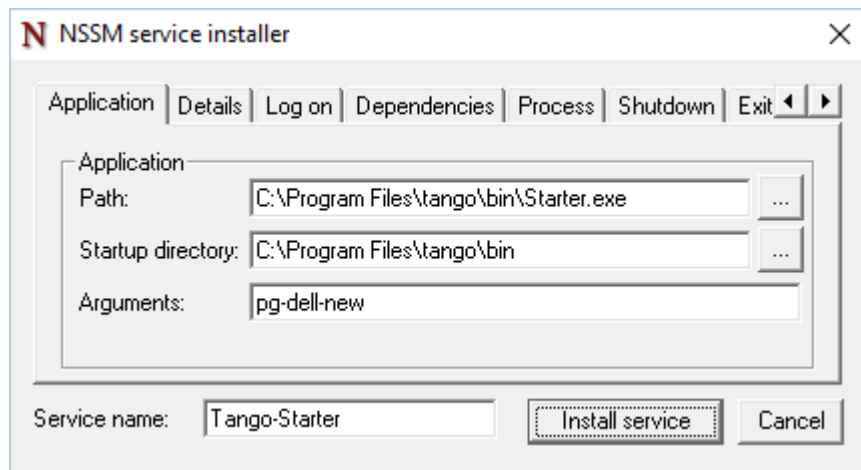 N NSSM service installer
Application Details Log on Dependencies Process Shutdown Exit
Application
Path: C:\Program Files\tango\bin\Starter.exe ...
Startup directory: C:\Program Files\tango\bin ...
Arguments: pg-dell-new
Service name: Tango-Starter Install service Cancel